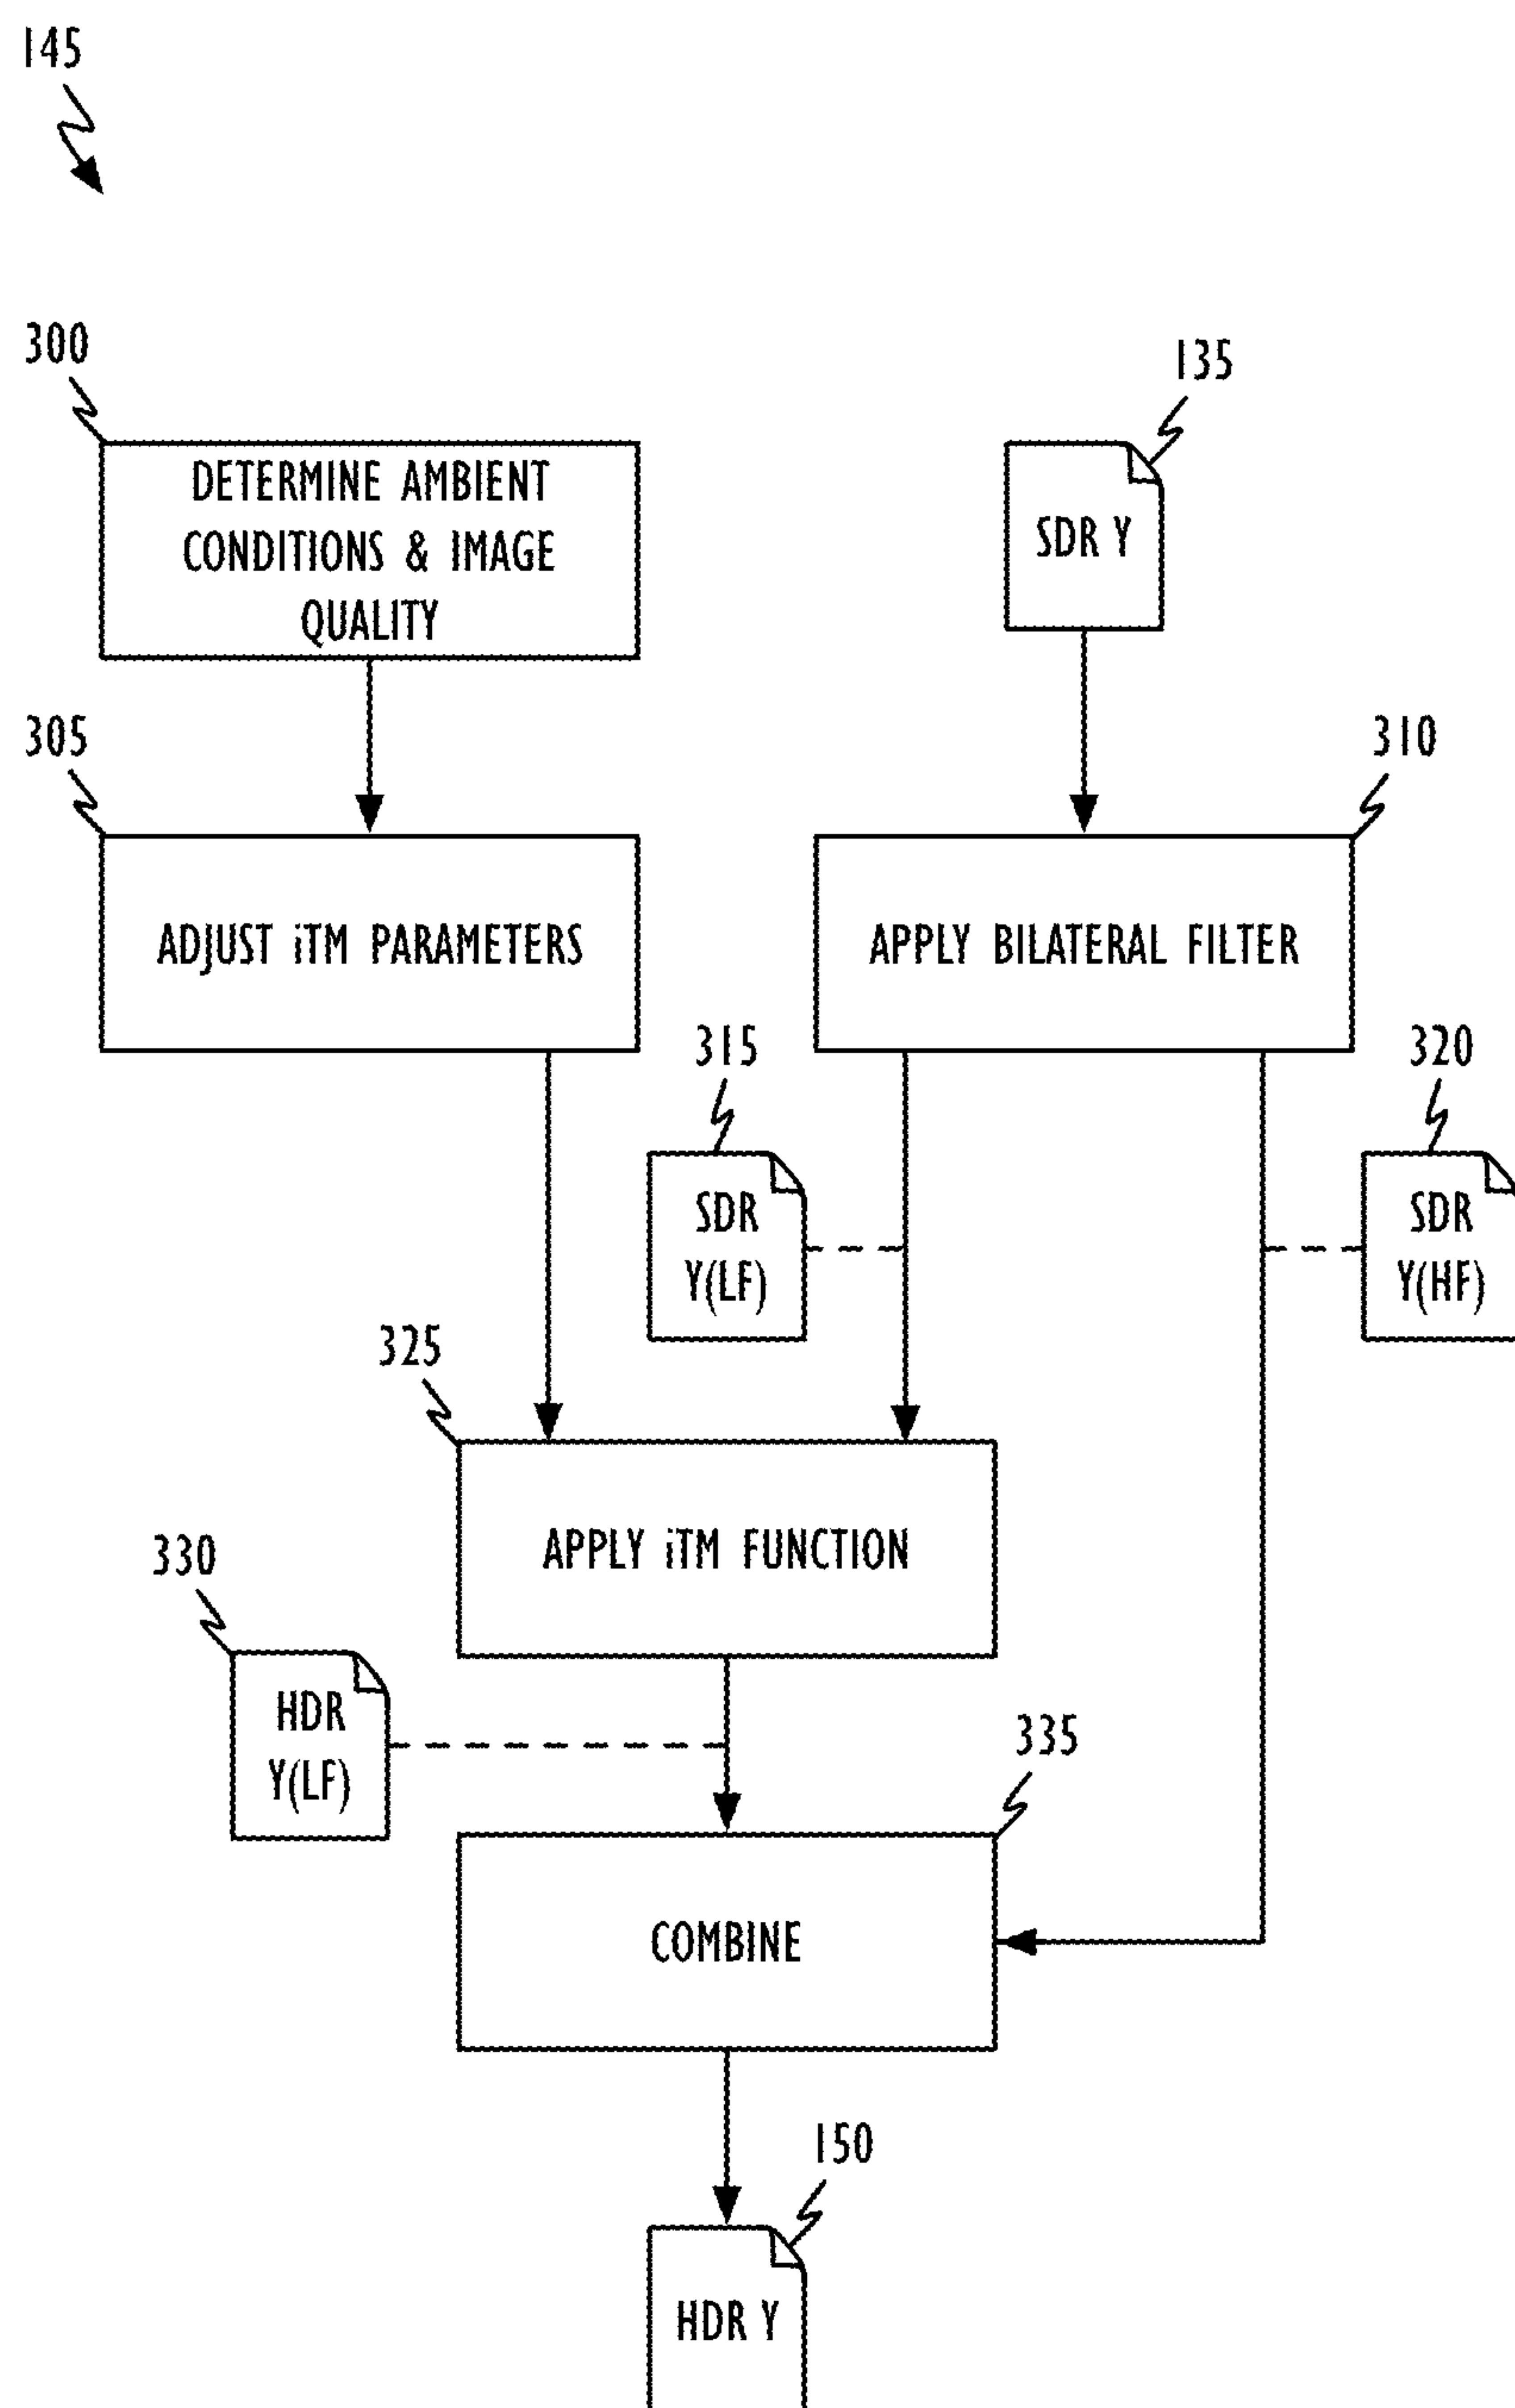 145
300
135
DETERMINE AMBIENT
CONDITIONS & IMAGE
QUALITY
SDR Y
305
310
ADJUST iTM PARAMETERS
APPLY BILATERAL FILTER
315
320
SDR
Y(LF)
SDR
Y(HF)
325
APPLY iTM FUNCTION
330
HDR
Y(LF)
335
COMBINE
150
HDR Y